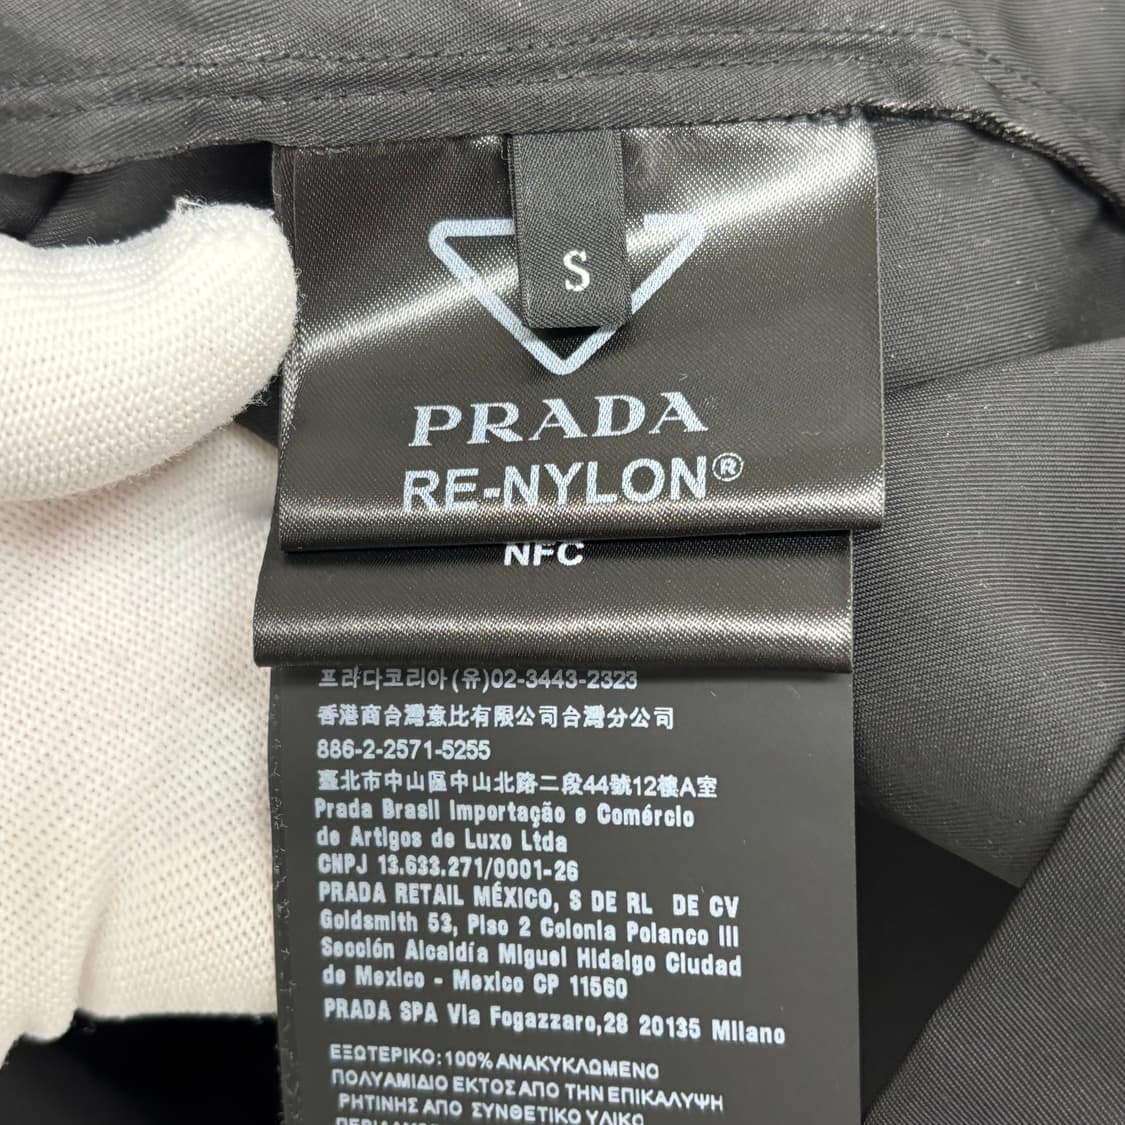 S
PRADA
RE-NYLON®
NFC
프라다코리아(유)02-3443-2323
香港商台灣意比有限公司台灣分公司
886-2-2571-5255
臺北市中山區中山北路二段44號12樓A室
Prada Brasil Importação e Comércio
de Artigos de Luxo Ltda
CNPJ 13.633.271/0001-26
PRADA RETAIL MÉXICO, S DE RL DE CV
Goldsmith 53, Piso 2 Colonia Polanco III
Sección Alcaldía Miguel Hidalgo Ciudad
de Mexico - Mexico CP 11560
PRADA SPA Via Fogazzaro,28 20135 Milano
ΕΞΩΤΕΡΙΚΟ:100% ΑΝΑΚΥΚΛΩΜΕΝΟ
ΠΟΛΥΑΜΙΔΙΟ ΕΚΤΟΣ ΑΠΟ ΤΗΝ ΕΠΙΚΑΛΥΨΗ
ΡΗΤΙΝΗΣ ΑΠΟ ΣΥΝΘΕΤΙΚΟ ΥΛΙΚΟ